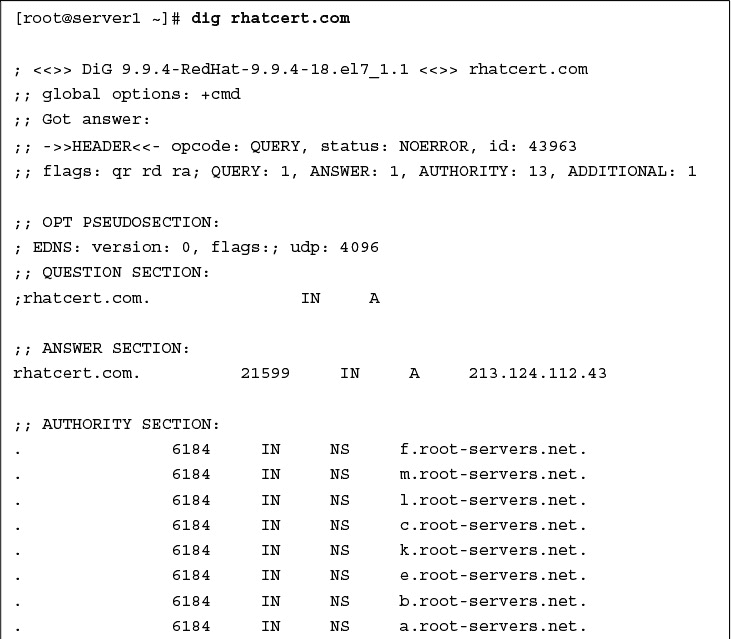 [root@server1 ~]# dig rhatcert.com
; <<>> DiG 9.9.4-RedHat-9.9.4-18.el7_1.1 <<>> rhatcert.com
;; global options: +cmd
;; Got answer:
;; ->>HEADER<<- opcode: QUERY, status: NOERROR, id: 43963
;; flags: qr rd ra; QUERY: 1, ANSWER: 1, AUTHORITY: 13, ADDITIONAL: 1
;; OPT PSEUDOSECTION:
; EDNS: version: 0, flags:; udp: 4096
;; QUESTION SECTION:
;rhatcert.com. IN A
;; ANSWER SECTION:
rhatcert.com. 21599 IN A 213.124.112.43
;; AUTHORITY SECTION:
. 6184 IN NS f.root-servers.net.
. 6184 IN NS m.root-servers.net.
. 6184 IN NS l.root-servers.net.
. 6184 IN NS c.root-servers.net.
. 6184 IN NS k.root-servers.net.
. 6184 IN NS e.root-servers.net.
. 6184 IN NS b.root-servers.net.
. 6184 IN NS a.root-servers.net.